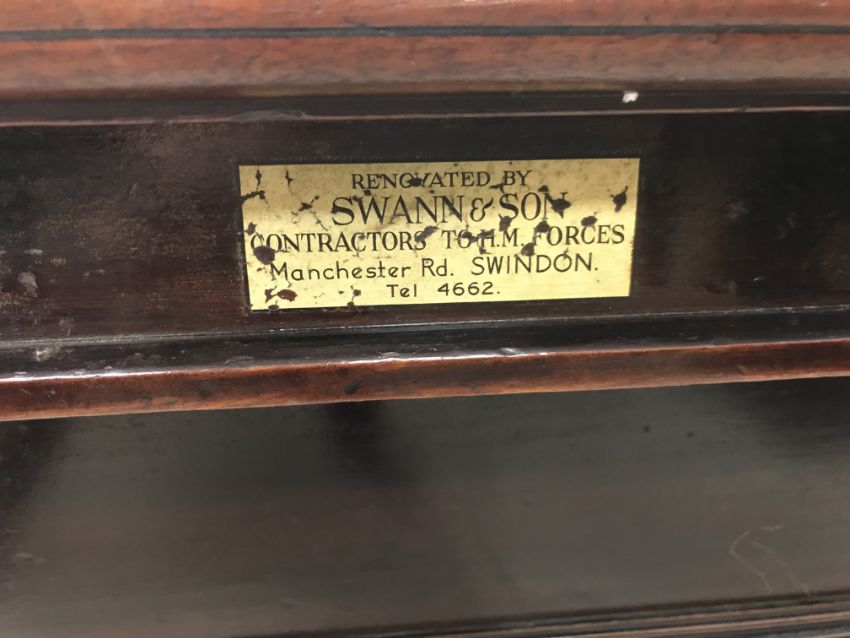 RENOVATED BY
SWANN & SON
CONTRACTORS TO H.M. FORCES
Manchester Rd. SWINDON.
Tel 4662.